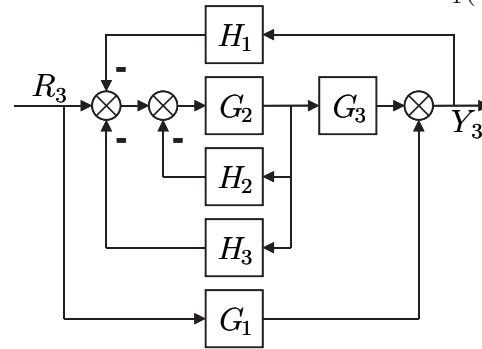 H₁
-
R₃
G₂
G₃
Y₃
-
-
H₂
H₃
G₁